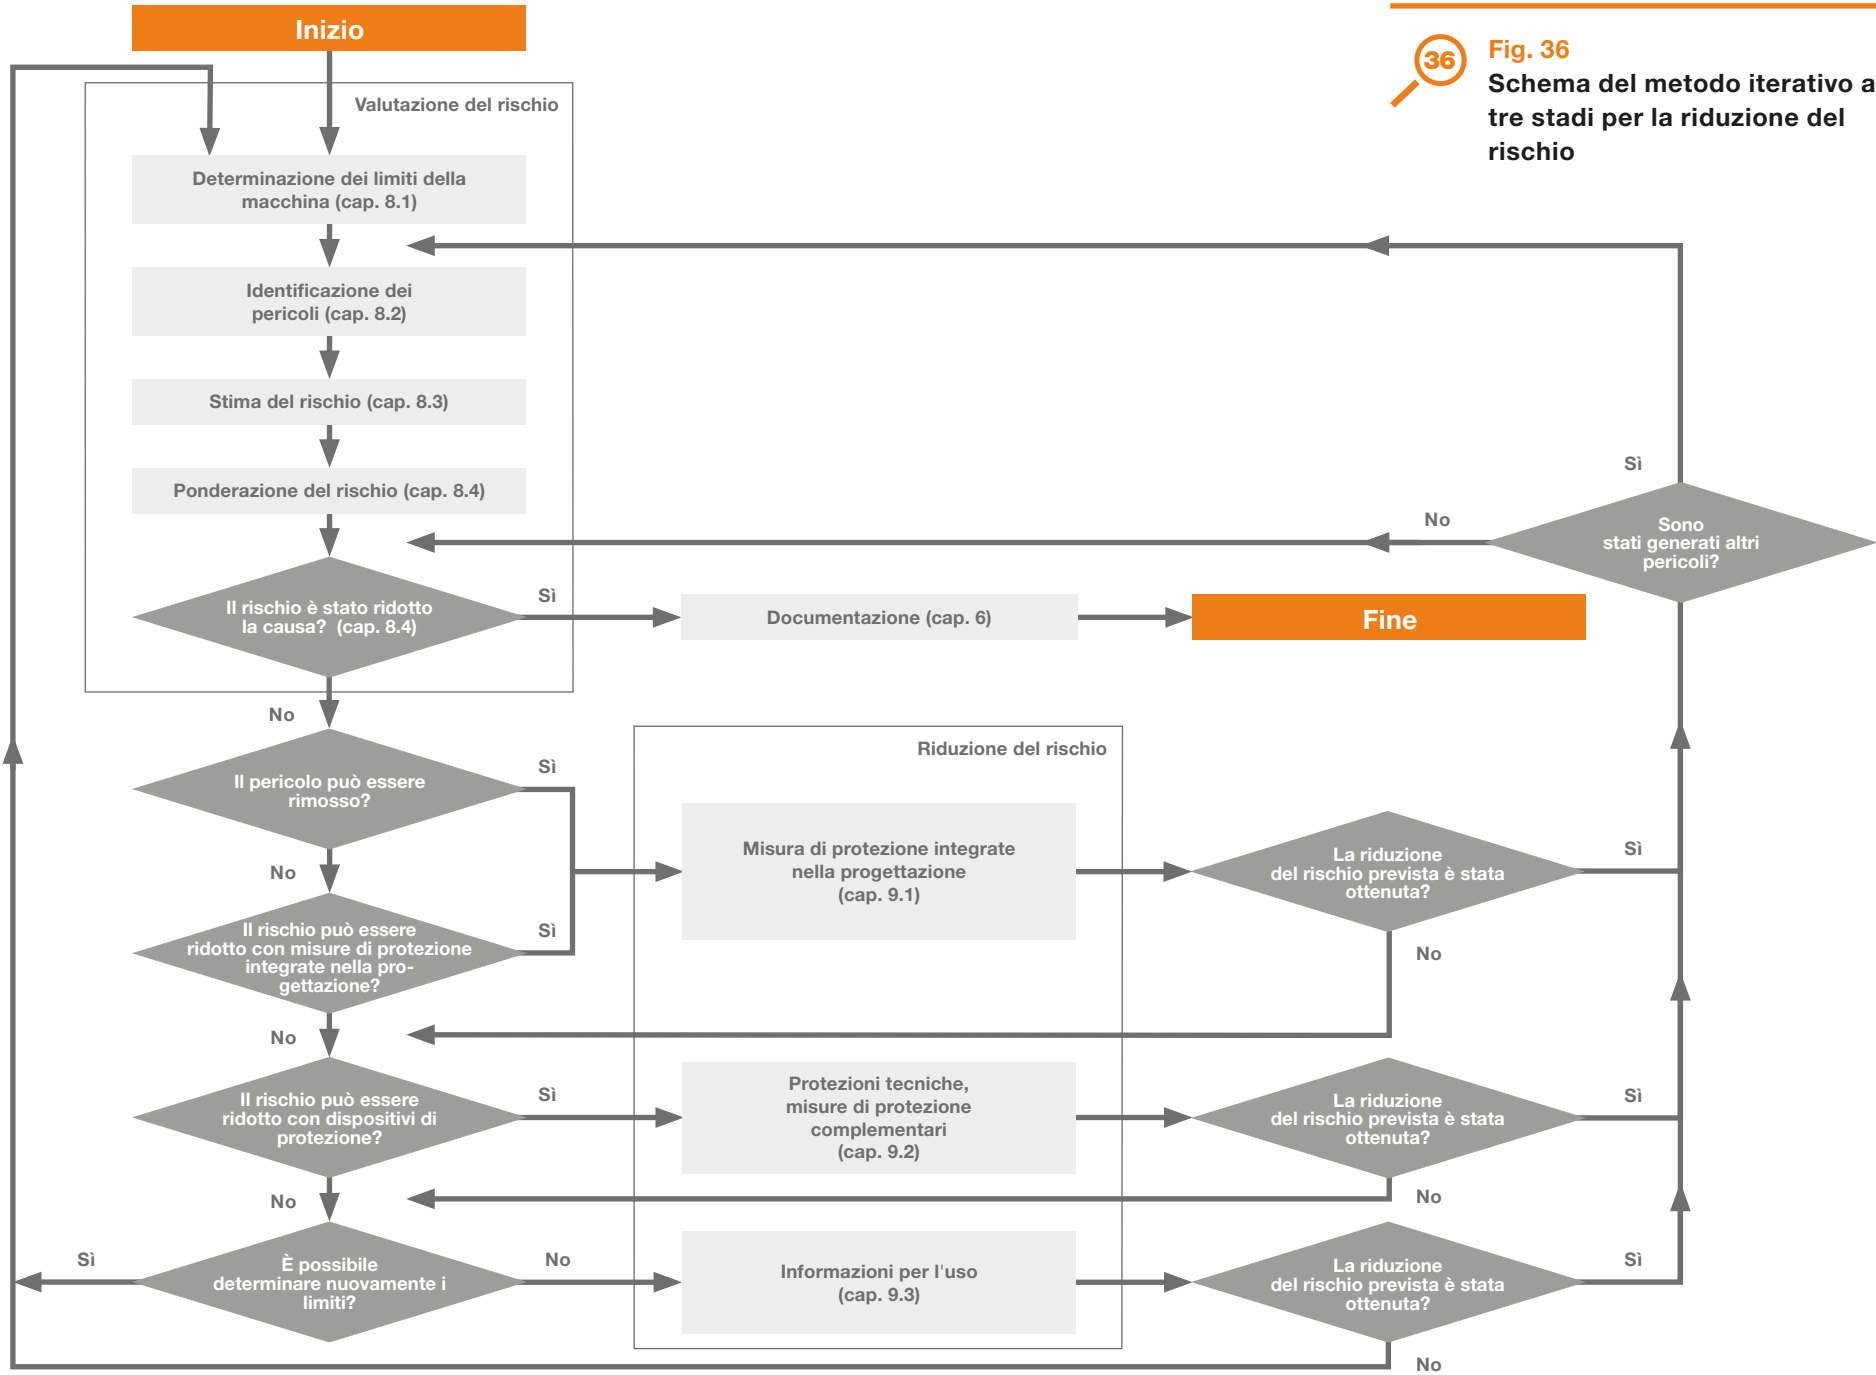 Inizio
36
Fig. 36
Schema del metodo iterativo a
tre stadi per la riduzione del
rischio
Valutazione del rischio
Determinazione dei limiti della
macchina (cap. 8.1)
Identificazione dei
pericoli (cap. 8.2)
Stima del rischio (cap. 8.3)
Ponderazione del rischio (cap. 8.4)
Sì
No
Sono
stati generati altri
pericoli?
Il rischio è stato ridotto
la causa? (cap. 8.4)
Sì
Documentazione (cap. 6)
Fine
No
Riduzione del rischio
Il pericolo può essere
rimosso?
Sì
No
Misura di protezione integrate
nella progettazione
(cap. 9.1)
La riduzione
del rischio prevista è stata
ottenuta?
Sì
No
Il rischio può essere
ridotto con misure di protezione
integrate nella pro-
gettazione?
Sì
No
Il rischio può essere
ridotto con dispositivi di
protezione?
Sì
Protezioni tecniche,
misure di protezione
complementari
(cap. 9.2)
La riduzione
del rischio prevista è stata
ottenuta?
Sì
No
No
Sì
È possibile
determinare nuovamente i
limiti?
No
Informazioni per l'uso
(cap. 9.3)
La riduzione
del rischio prevista è stata
ottenuta?
Sì
No